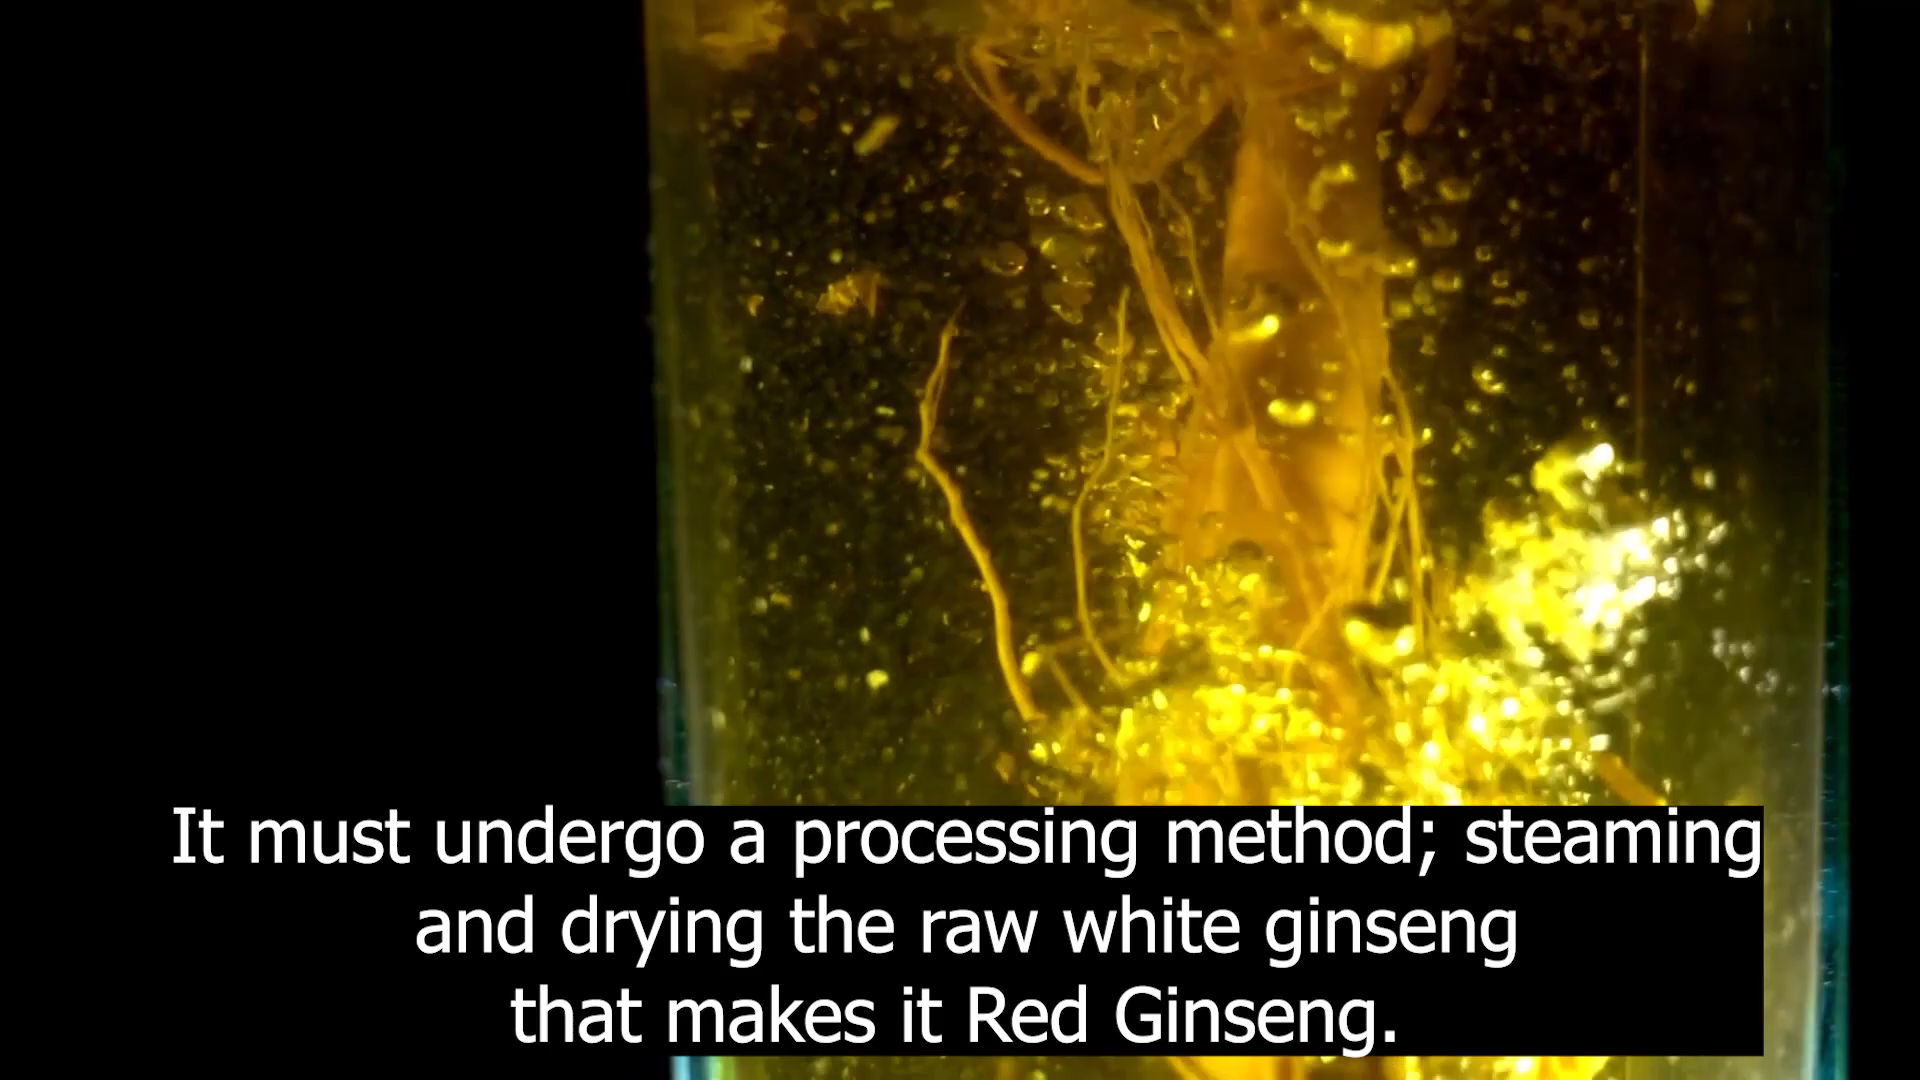 It must undergo a processing method; steaming
and drying the raw white ginseng
that makes it Red Ginseng.